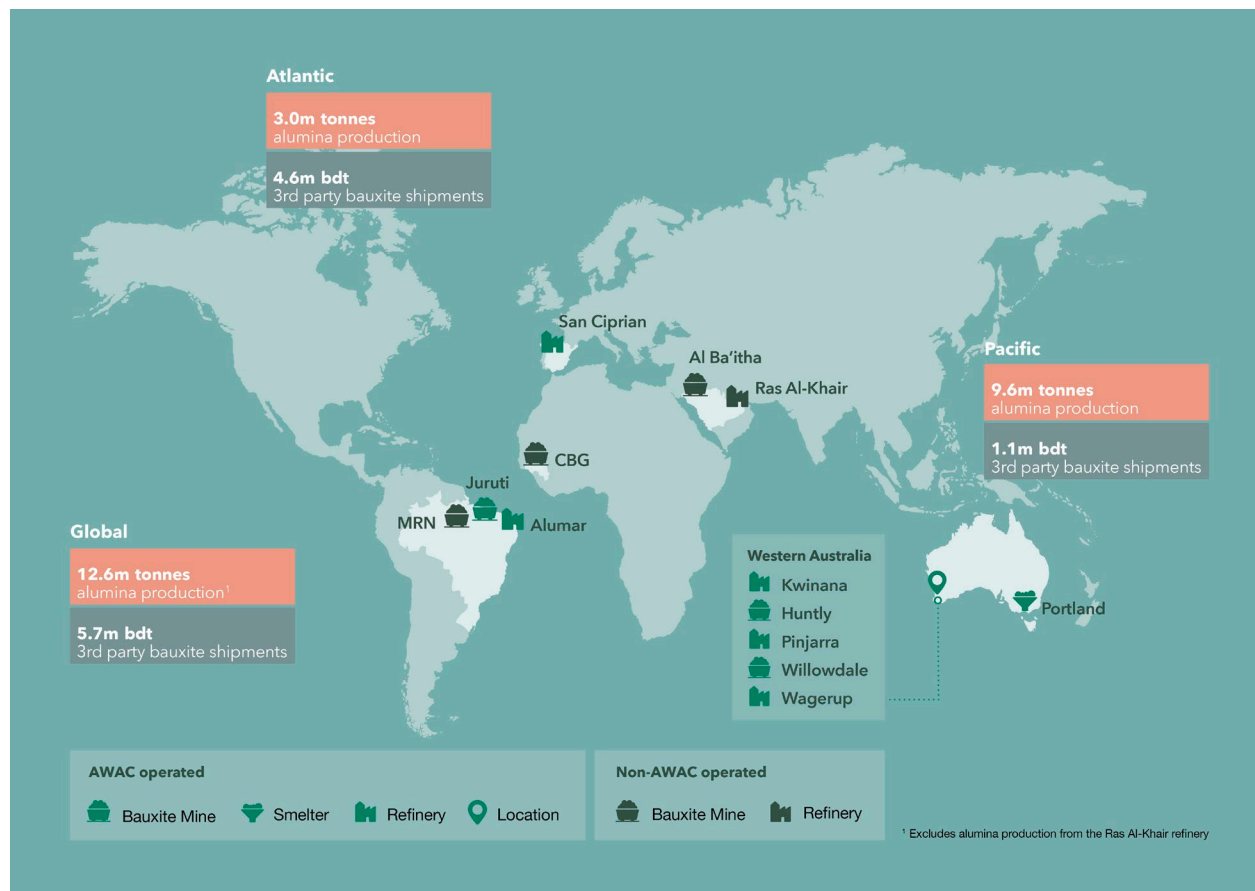 Atlantic
3.0m tonnes
alumina production
4.6m bdt
3rd party bauxite shipments
San Ciprian
Al Ba’itha
Ras Al-Khair
Pacific
9.6m tonnes
alumina production
1.1m bdt
3rd party bauxite shipments
CBG
Juruti
MRN
Alumar
Global
12.6m tonnes
alumina production¹
5.7m bdt
3rd party bauxite shipments
Western Australia
Kwinana
Huntly
Pinjarra
Willowdale
Wagerup
Portland
AWAC operated
Bauxite Mine Smelter Refinery Location
Non-AWAC operated
Bauxite Mine Refinery
¹ Excludes alumina production from the Ras Al-Khair refinery